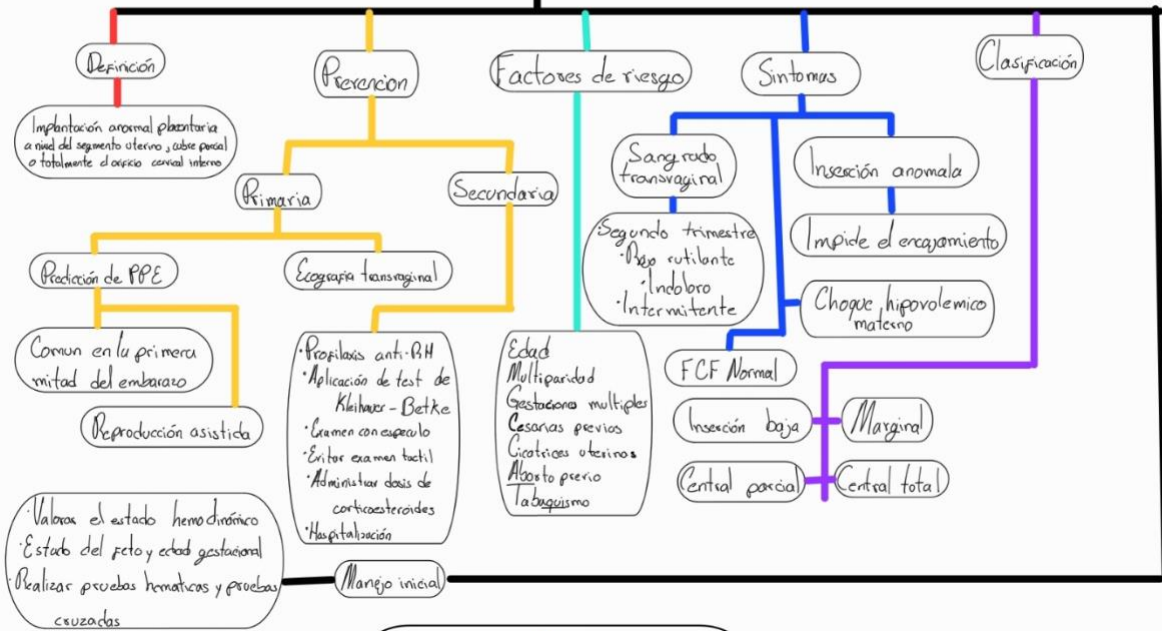 Definición
Implantación anormal placentaria
a nivel del segmento uterino, cubre parcial
o totalmente el orificio cervical interno
Prevencion
Primaria
Predicción de PPE
Comun en la primera
mitad del embarazo
Reproducción asistida
Ecografia transvaginal
Secundaria
·Profilaxis anti-RH
·Aplicación de test de
Kleihauer-Betke
·Examen con espculo
·Evitar examen tactil
·Administrar dosis de
corticoesteroides
·Hospitalización
Factores de riesgo
Edad
Multiparidad
Gestaciones multiples
Cesarias previas
Cicatrices uterinas
Aborto previo
Tabaquismo
Sintomas
Sangrado
transvaginal
·Segundo trimestre
·Rojo rutilante
·Indoloro
·Intermitente
FCF Normal
Inserción anomala
Impide el encajamiento
Choque hipovolemico
materno
Clasificación
Inserción baja
Marginal
Central parcial
Central total
Manejo inicial
·Valorar el estado hemodinámico
·Estado del feto y edad gestacional
·Realizar pruebas hematicas y pruebas
cruzadas